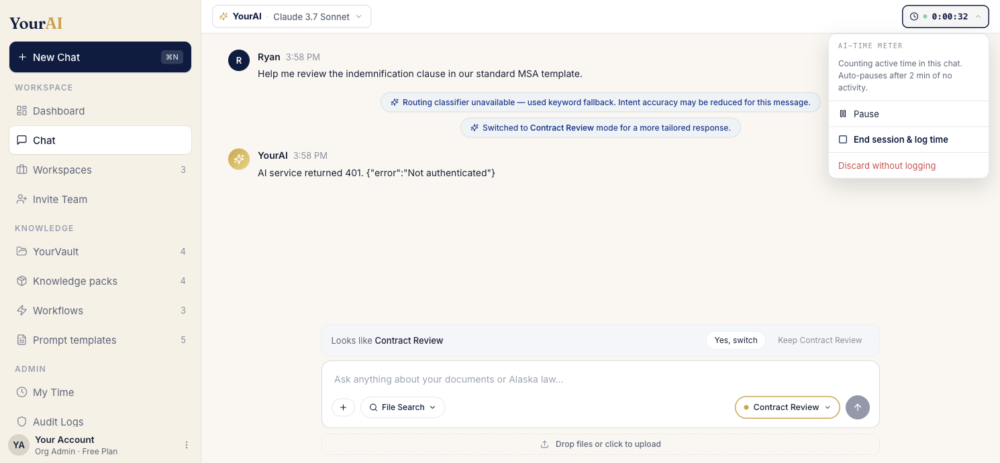 YourAI
New Chat
⌘N
WORKSPACE
Dashboard
Chat
Workspaces 3
Invite Team
KNOWLEDGE
YourVault 4
Knowledge packs 4
Workflows 3
Prompt templates 5
ADMIN
My Time
Audit Logs
YA
Your Account
Org Admin · Free Plan
YourAI · Claude 3.7 Sonnet
0:00:32
AI-TIME METER
Counting active time in this chat.
Auto-pauses after 2 min of no
activity.
Pause
End session & log time
Discard without logging
R
Ryan 3:58 PM
Help me review the indemnification clause in our standard MSA template.
Routing classifier unavailable — used keyword fallback. Intent accuracy may be reduced for this message.
Switched to Contract Review mode for a more tailored response.
YourAI 3:58 PM
AI service returned 401. {"error":"Not authenticated"}
Looks like Contract Review
Yes, switch
Keep Contract Review
Ask anything about your documents or Alaska law...
File Search
Contract Review
Drop files or click to upload